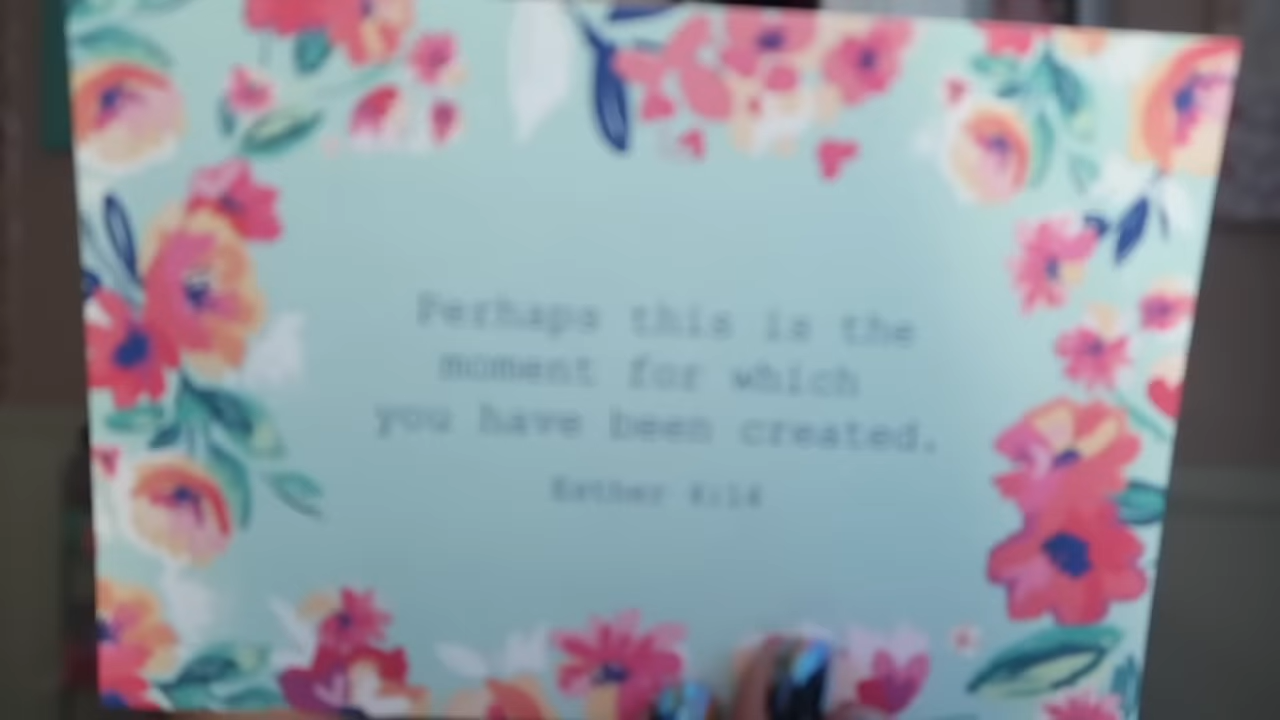 Perhaps this is the
moment for which
you have been created.
Esther 4:14